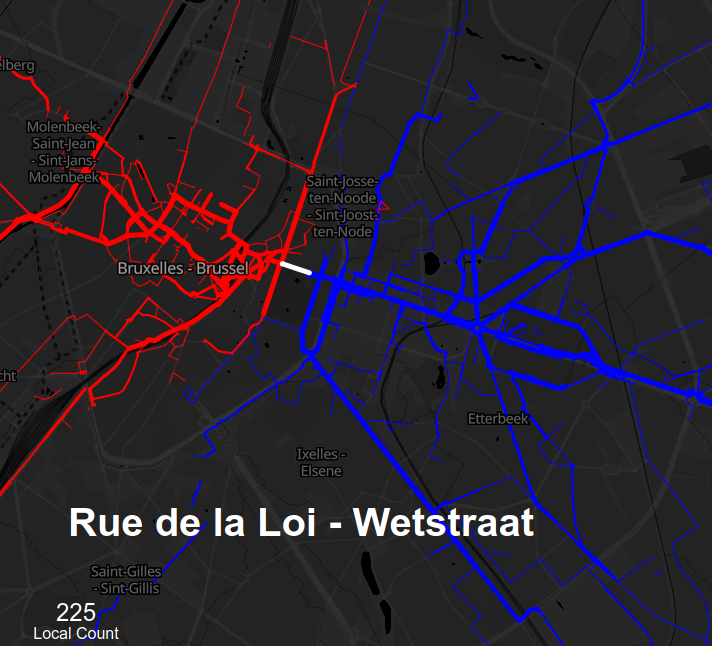 elberg
Molenbeek-
Saint-Jean
- Sint-Jans-
Molenbeek
Saint-Josse-
ten-Noode
- Sint-Joost-
ten-Node
Bruxelles - Brussel
cht
Etterbeek
Ixelles -
Elsene
Rue de la Loi - Wetstraat
Saint-Gilles
- Sint-Gillis
225
Local Count